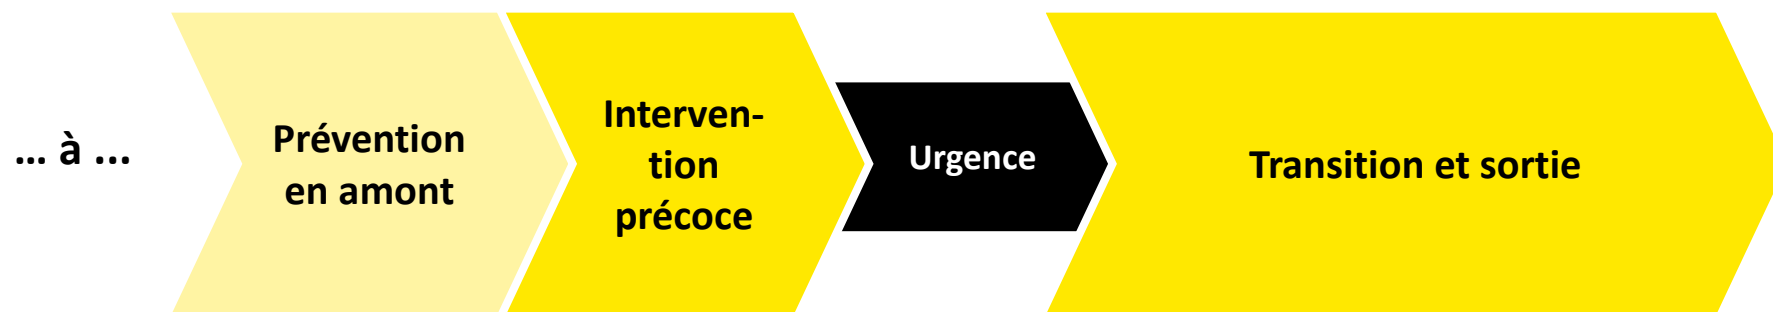 … à ...
Prévention
en amont
Interven-
tion
précoce
Urgence
Transition et sortie